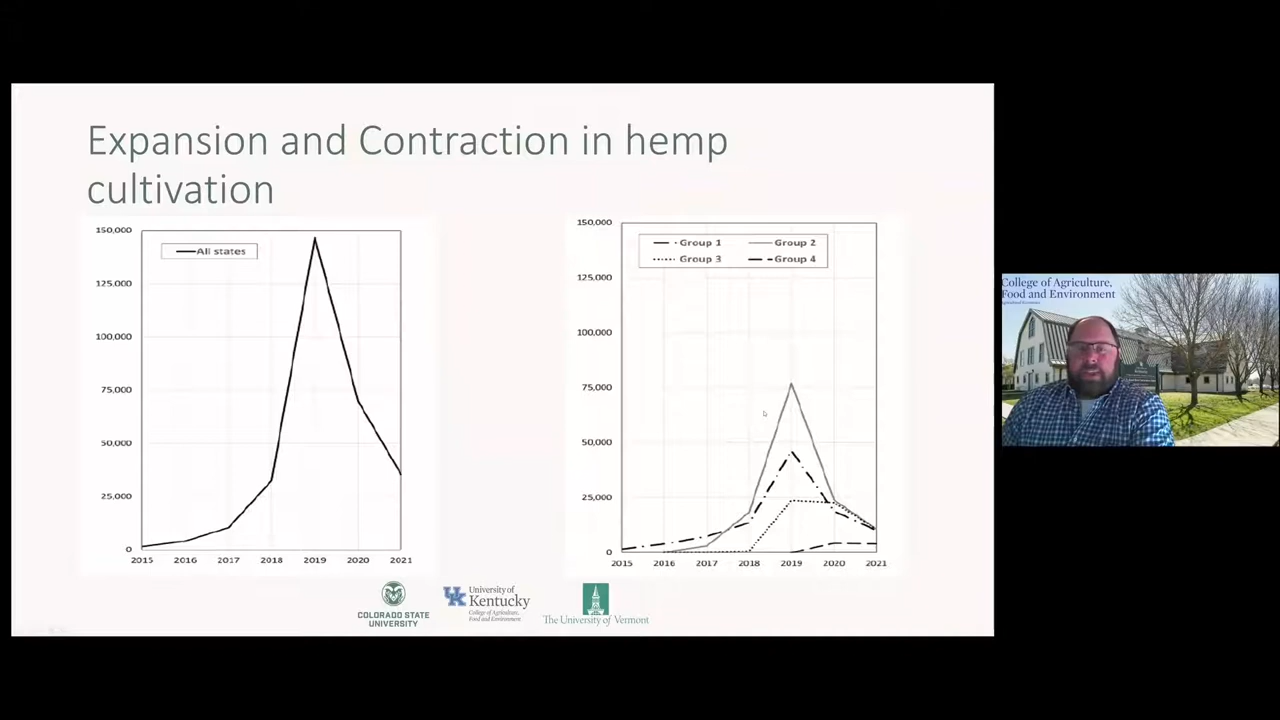 Expansion and Contraction in hemp
cultivation
150,000
125,000
100,000
75,000
50,000
25,000
0
All states
2015 2016 2017 2018 2019 2020 2021
150,000
125,000
100,000
75,000
50,000
25,000
0
Group 1 Group 2
Group 3 Group 4
2015 2016 2017 2018 2019 2020 2021
COLORADO STATE
UNIVERSITY
UK University of
Kentucky
College of Agriculture,
Food and Environment
The University of Vermont
College of Agriculture,
Food and Environment
Agricultural Economics